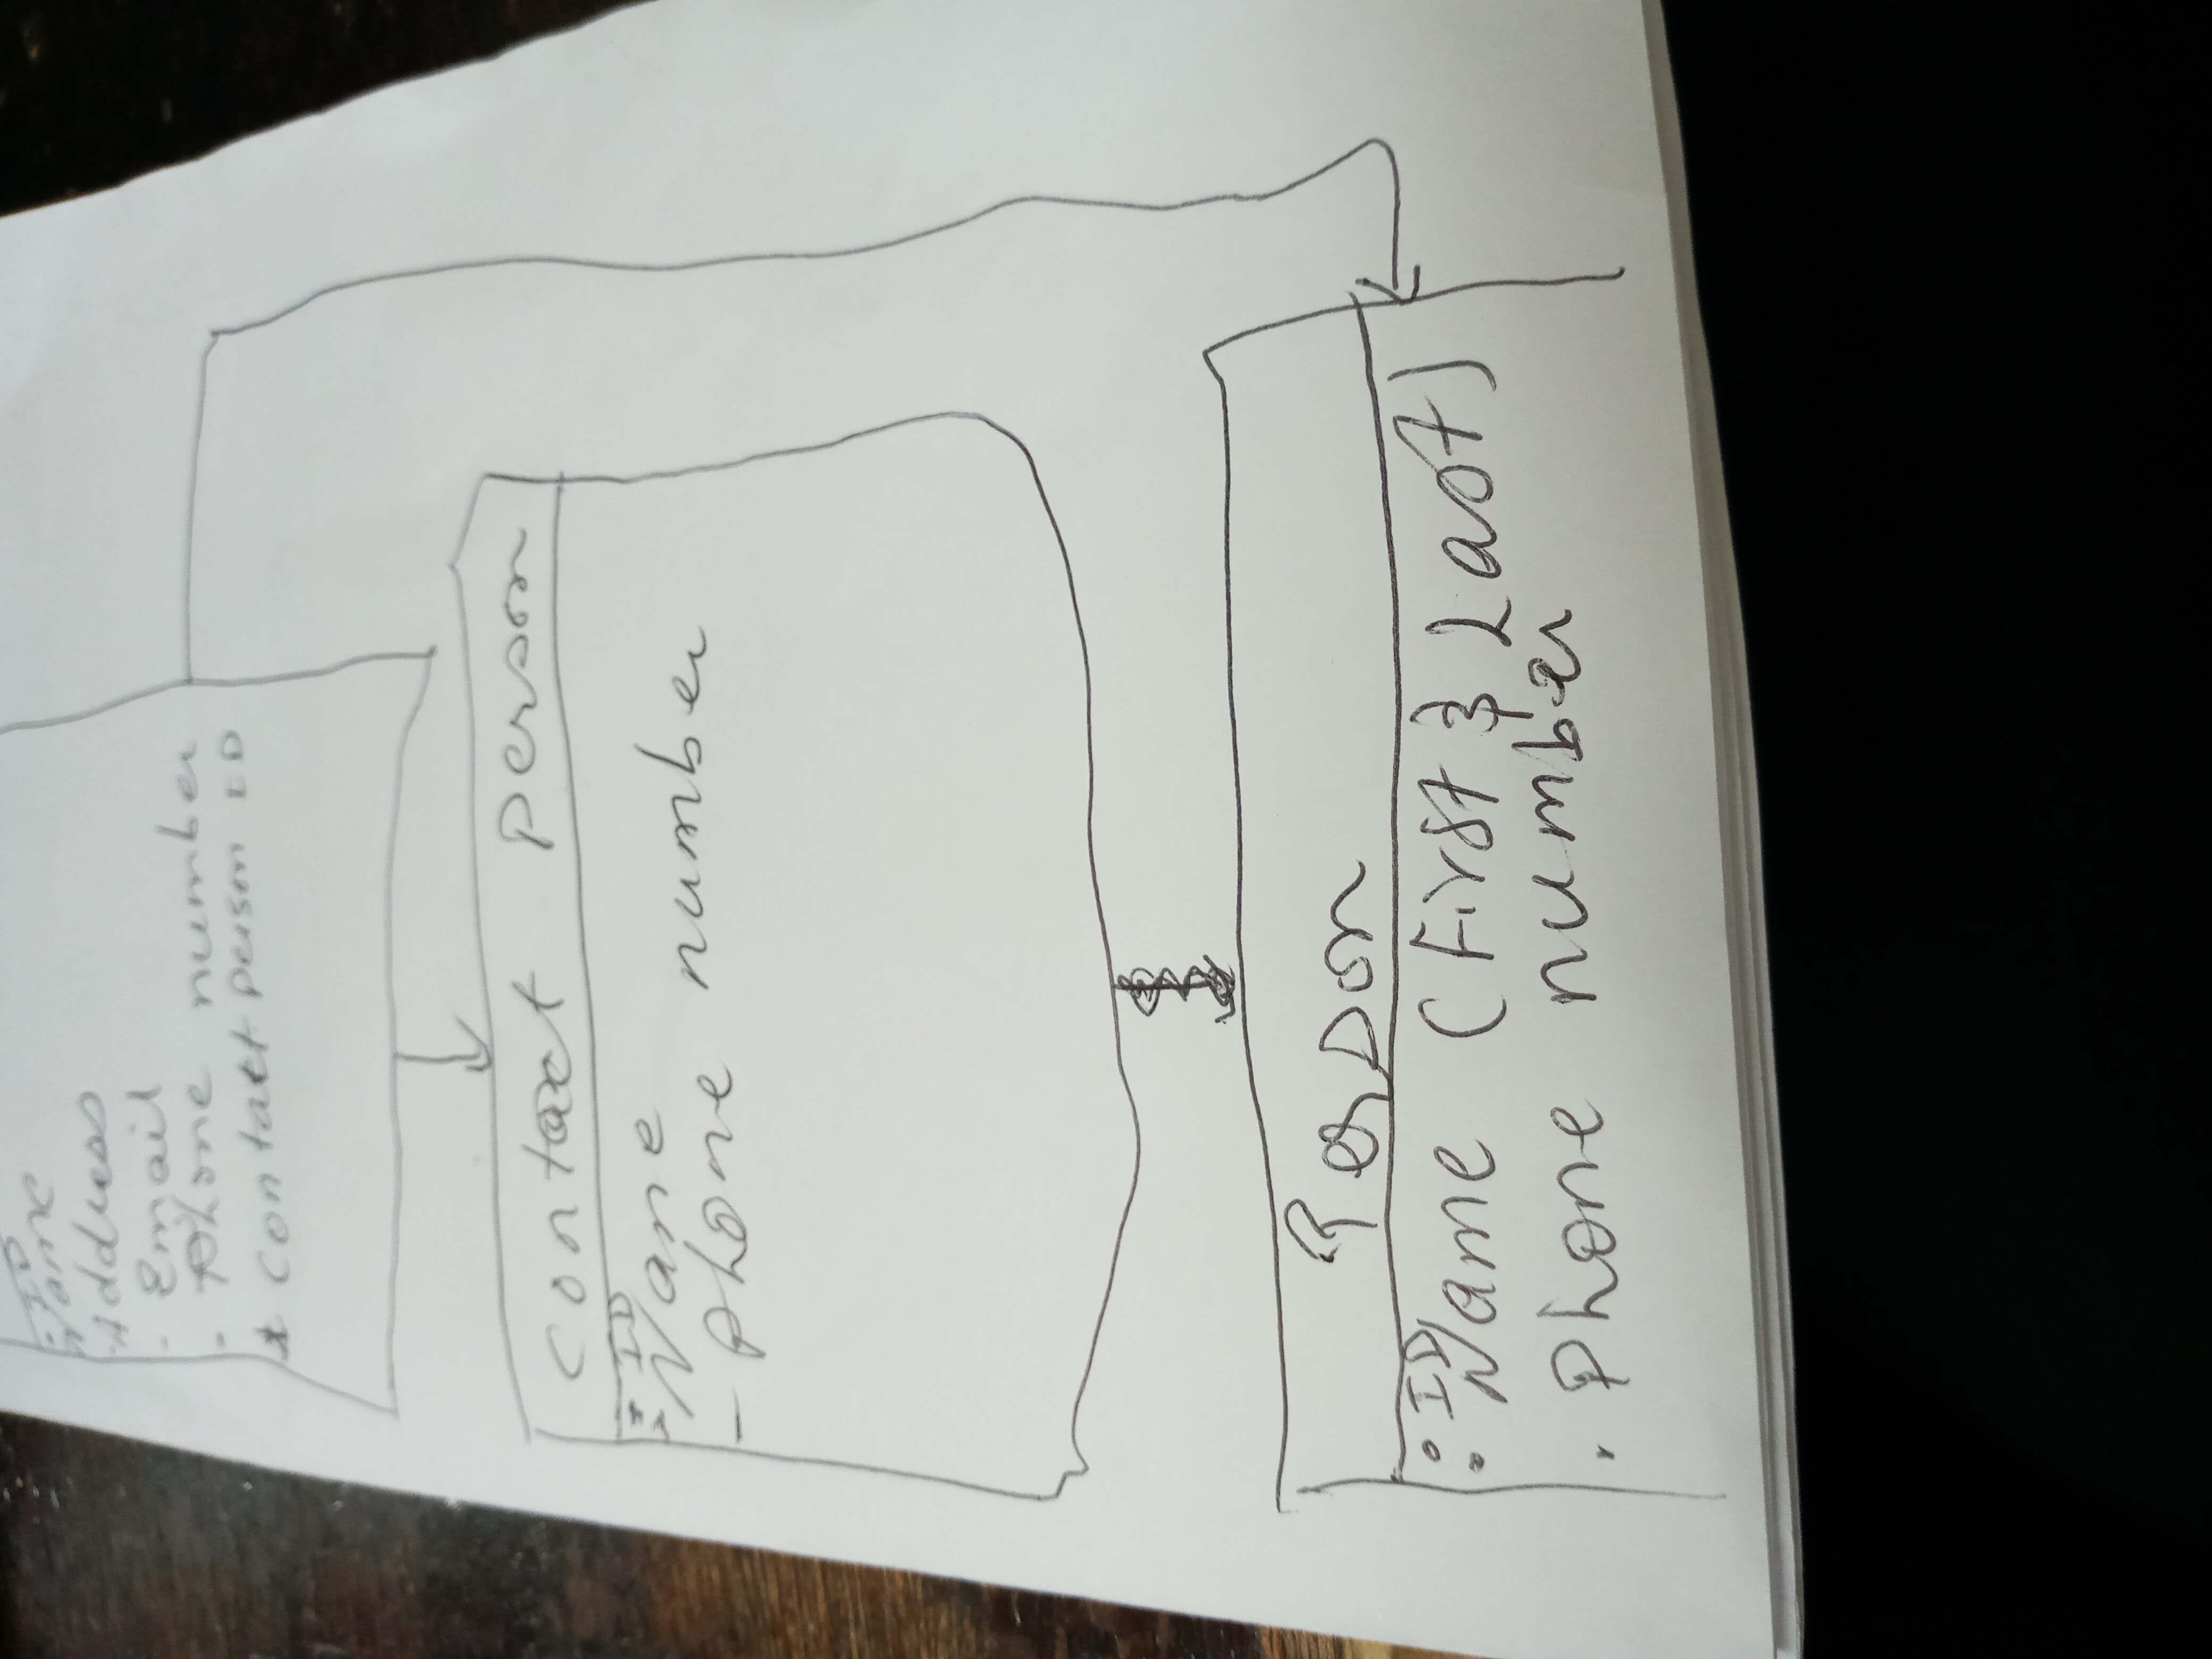 · ID
· Name
- Address
- Email
- Phone number
* Contact person ID
Contact Person
- ID
- Name
- Phone number
Person
· ID
· Name (First & Last)
· Phone number